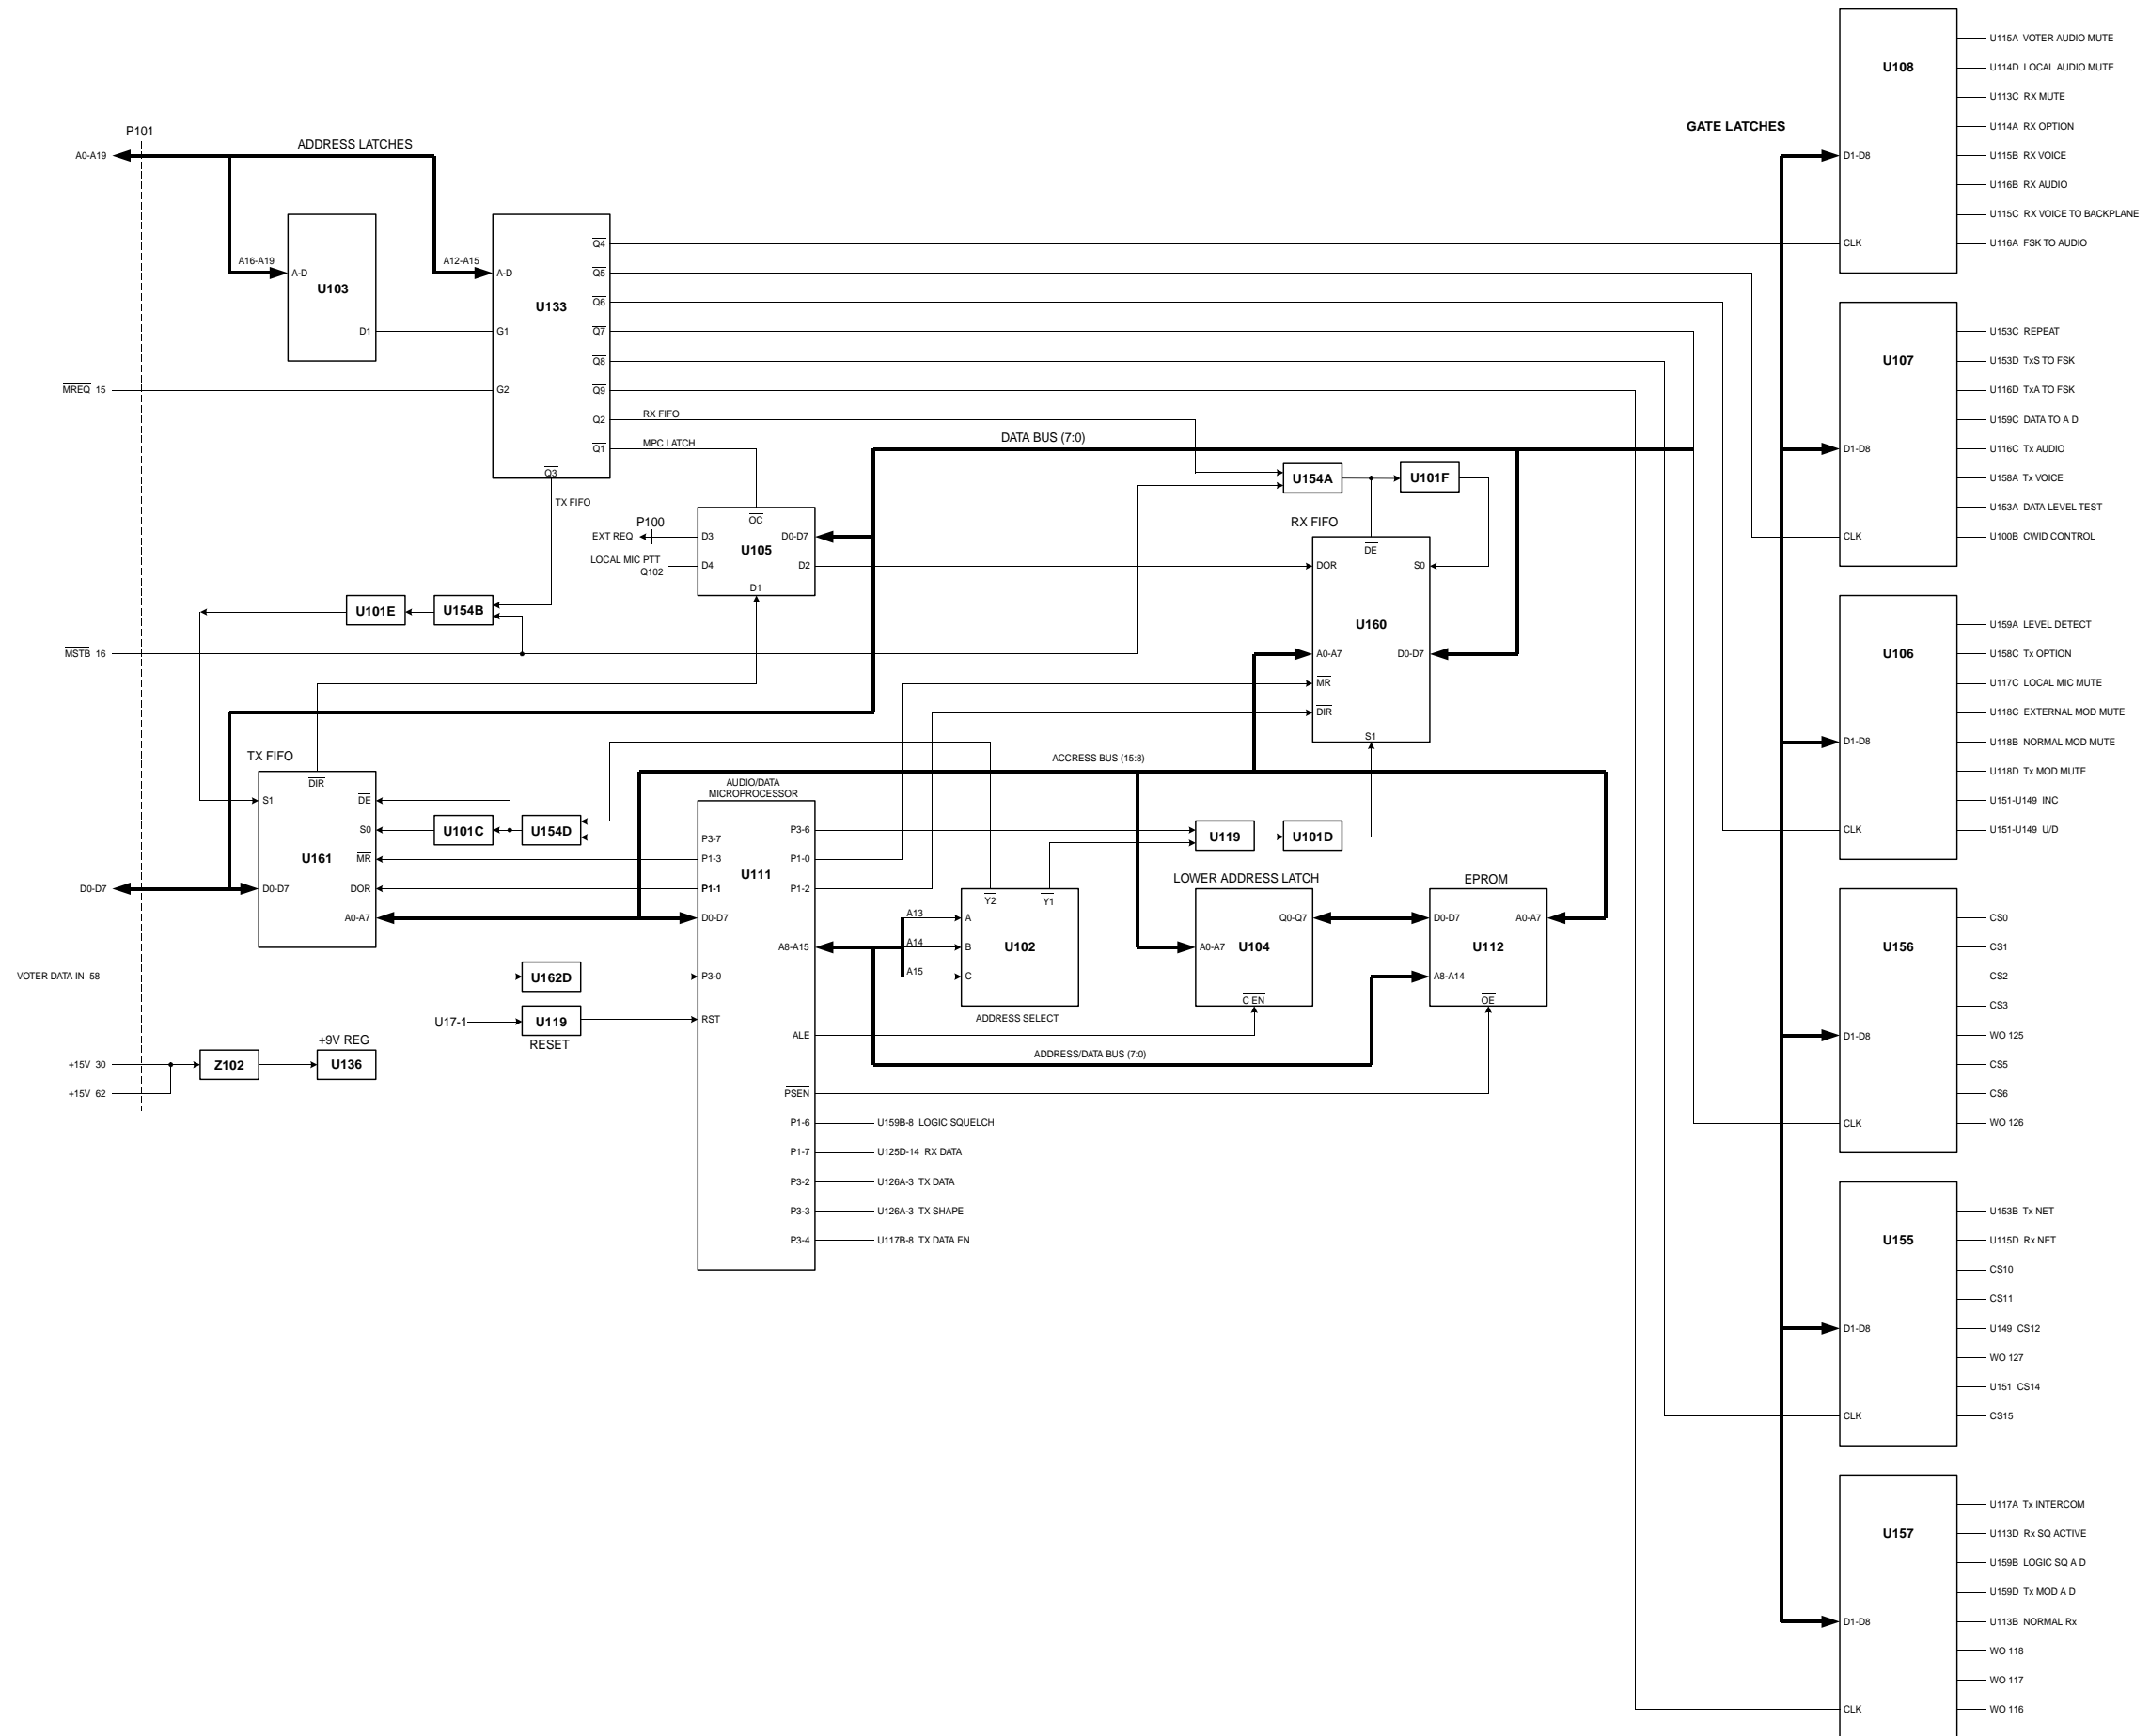 P101
A0-A19
ADDRESS LATCHES
A16-A19
A-D
U103
D1
A12-A15
A-D
U133
G1
G2
Q4
Q5
Q6
Q7
Q8
Q9
Q2
Q1
Q3
MREQ 15
RX FIFO
MPC LATCH
TX FIFO
DATA BUS (7:0)
P100
EXT REQ
LOCAL MIC PTT
Q102
OC
D3
D0-D7
U105
D4
D2
D1
U154A
U101F
RX FIFO
DE
DOR
S0
U160
A0-A7
D0-D7
MR
DIR
S1
U101E
U154B
MSTB 16
TX FIFO
DIR
S1
DE
S0
U161
MR
D0-D7
DOR
A0-A7
D0-D7
U101C
U154D
ACCRESS BUS (15:8)
AUDIO/DATA
MICROPROCESSOR
P3-7
P3-6
P1-3
P1-0
U111
P1-1
P1-2
D0-D7
A8-A15
P3-0
RST
ALE
PSEN
P1-6
P1-7
P3-2
P3-3
P3-4
U159B-8 LOGIC SQUELCH
U125D-14 RX DATA
U126A-3 TX DATA
U126A-3 TX SHAPE
U117B-8 TX DATA EN
U119
U101D
A13
A14
A15
Y2
Y1
A
B
U102
C
ADDRESS SELECT
LOWER ADDRESS LATCH
Q0-Q7
A0-A7
U104
C EN
EPROM
D0-D7
A0-A7
U112
A8-A14
OE
ADDRESS/DATA BUS (7:0)
VOTER DATA IN 58
U162D
U17-1
U119
RESET
+9V REG
+15V 30
Z102
U136
+15V 62
GATE LATCHES
U108
D1-D8
CLK
U115A VOTER AUDIO MUTE
U114D LOCAL AUDIO MUTE
U113C RX MUTE
U114A RX OPTION
U115B RX VOICE
U116B RX AUDIO
U115C RX VOICE TO BACKPLANE
U116A FSK TO AUDIO
U107
D1-D8
CLK
U153C REPEAT
U153D TxS TO FSK
U116D TxA TO FSK
U159C DATA TO A D
U116C Tx AUDIO
U158A Tx VOICE
U153A DATA LEVEL TEST
U100B CWID CONTROL
U106
D1-D8
CLK
U159A LEVEL DETECT
U158C Tx OPTION
U117C LOCAL MIC MUTE
U118C EXTERNAL MOD MUTE
U118B NORMAL MOD MUTE
U118D Tx MOD MUTE
U151-U149 INC
U151-U149 U/D
U156
D1-D8
CLK
CS0
CS1
CS2
CS3
WO 125
CS5
CS6
WO 126
U155
D1-D8
CLK
U153B Tx NET
U115D Rx NET
CS10
CS11
U149 CS12
WO 127
U151 CS14
CS15
U157
D1-D8
CLK
U117A Tx INTERCOM
U113D Rx SQ ACTIVE
U159B LOGIC SQ A D
U159D Tx MOD A D
U113B NORMAL Rx
WO 118
WO 117
WO 116